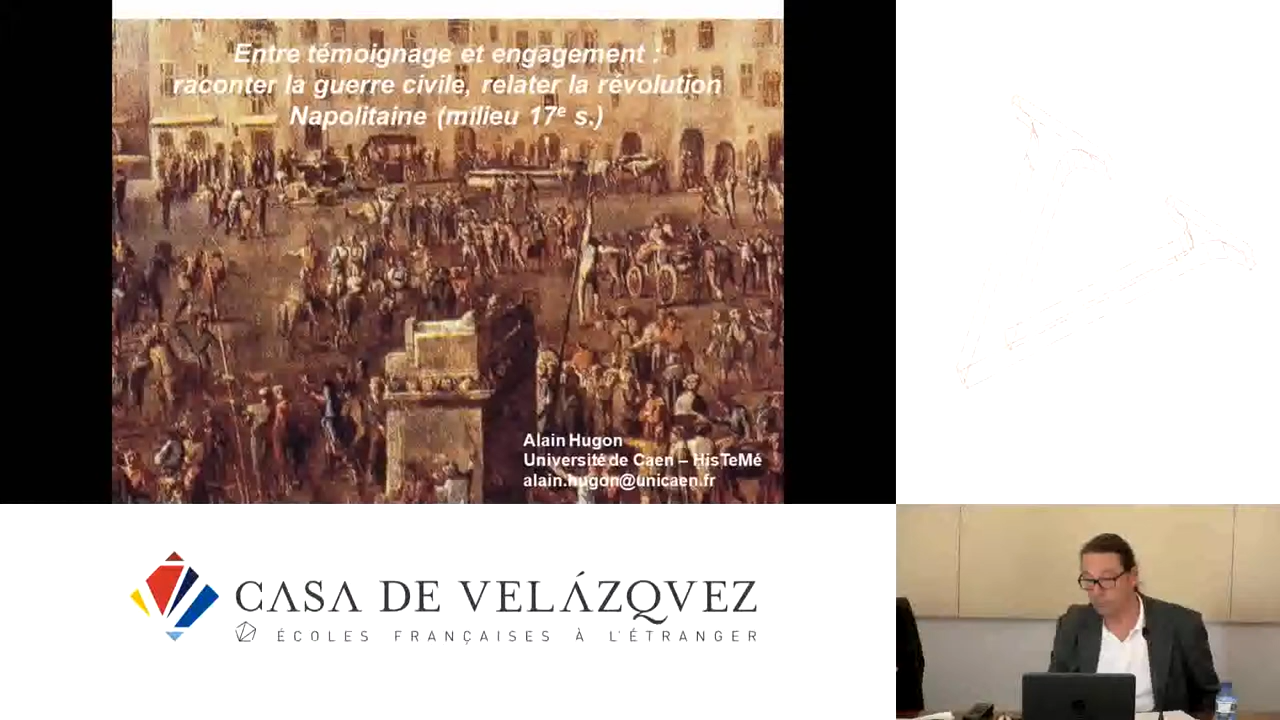 Entre témoignage et engagement :
raconter la guerre civile, relater la révolution
Napolitaine (milieu 17e s.)
Alain Hugon
Université de Caen – HisTeMé
alain.hugon@unicaen.fr
CASA DE VELÁZQVEZ
ÉCOLES FRANÇAISES À L'ÉTRANGER